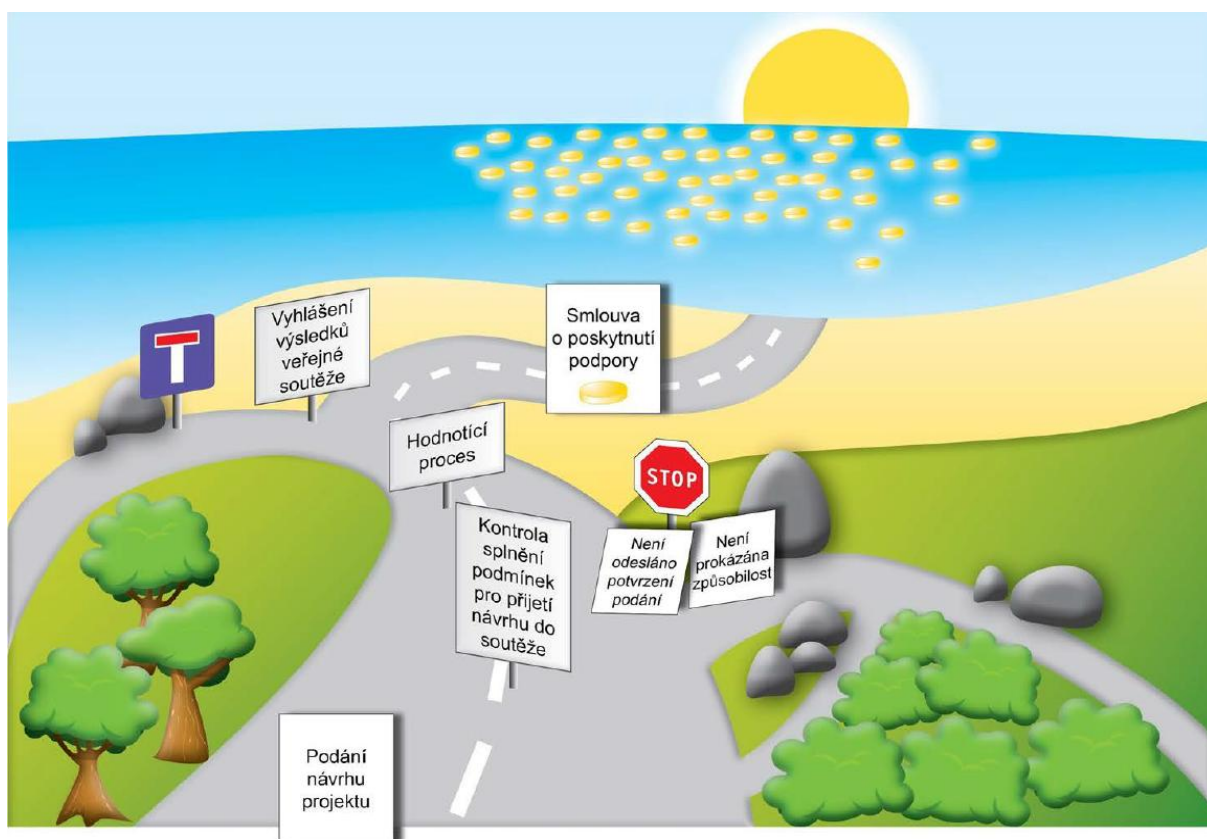 Vyhlášení
výsledků
veřejné
soutěže
Smlouva
o poskytnutí
podpory
Hodnotící
proces
STOP
Kontrola
splnění
podmínek
pro přijetí
návrhu do
soutěže
Není
odesláno
potvrzení
podání
Není
prokázána
způsobilost
Podání
návrhu
projektu